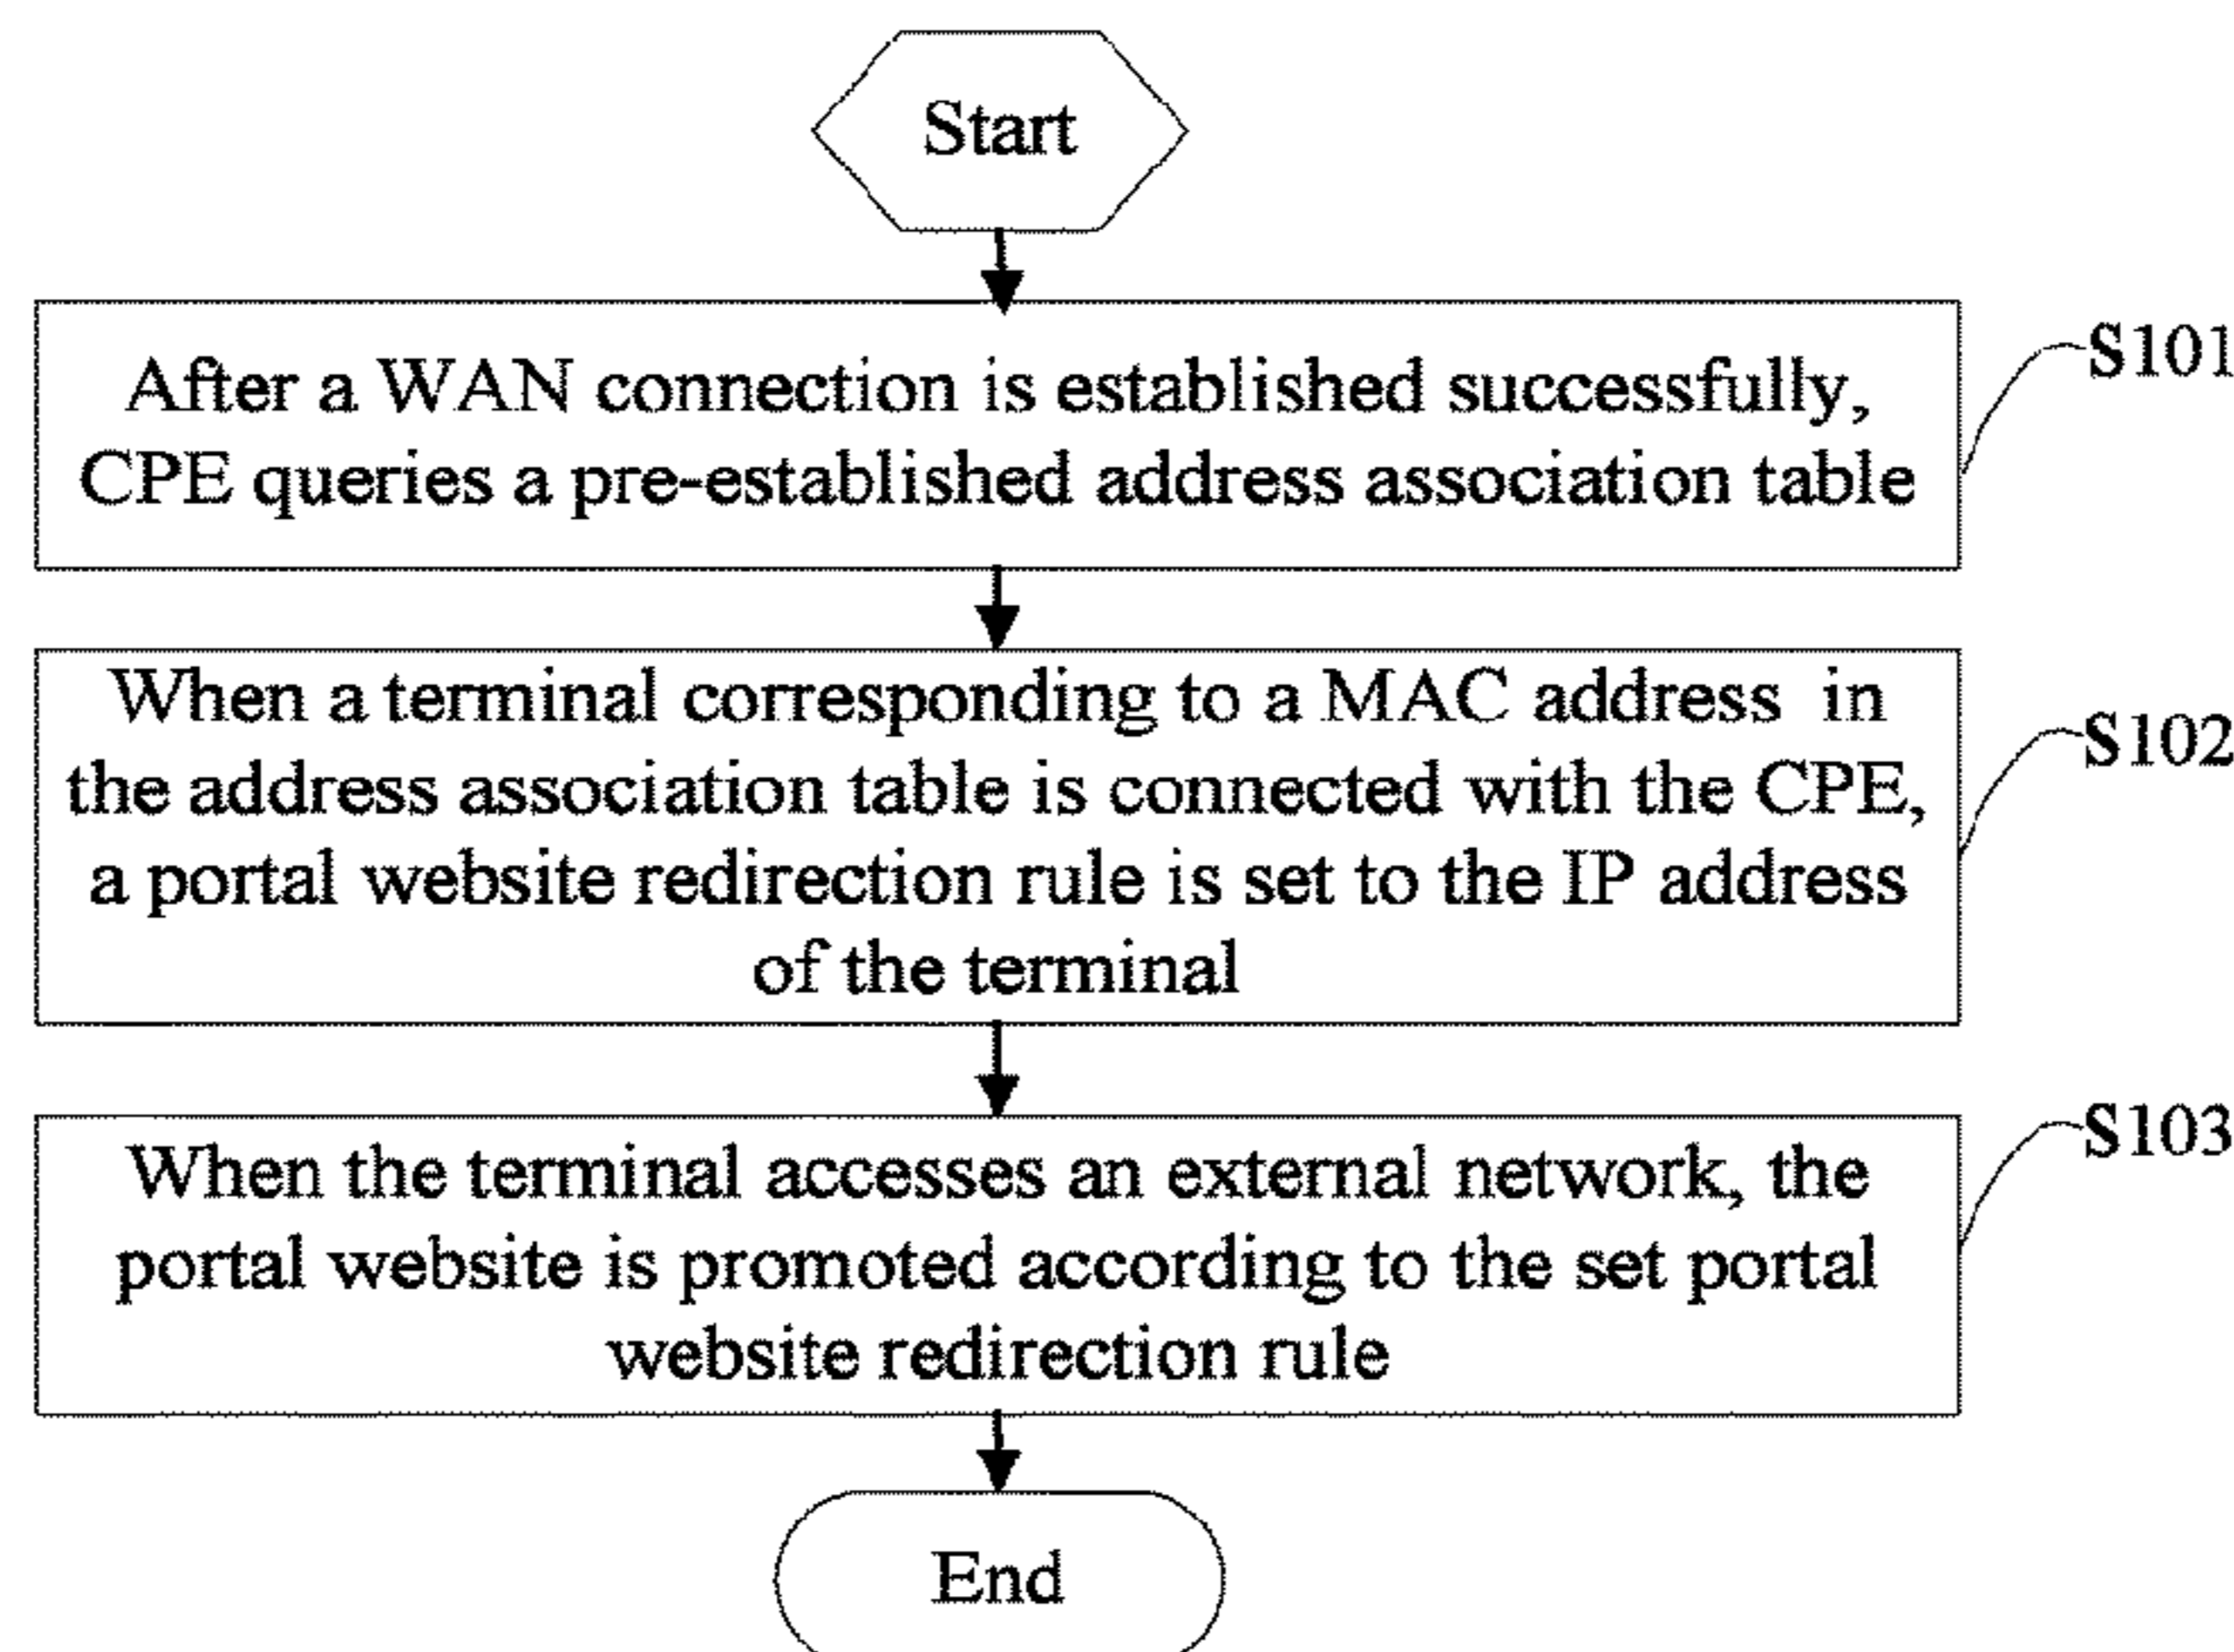 Start
After a WAN connection is established successfully,
CPE queries a pre-established address association table
S101
When a terminal corresponding to a MAC address in
the address association table is connected with the CPE,
a portal website redirection rule is set to the IP address
of the terminal
S102
When the terminal accesses an external network, the
portal website is promoted according to the set portal
website redirection rule
S103
End